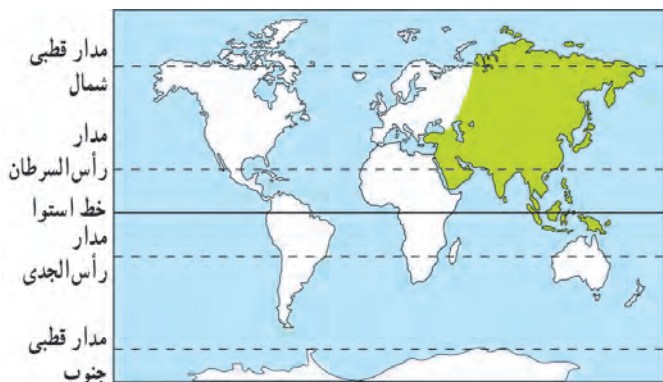 مدار قطبی
شمال
مدار
رأس‌السرطان
خط استوا
مدار
رأس‌الجدی
مدار قطبی
جنوب